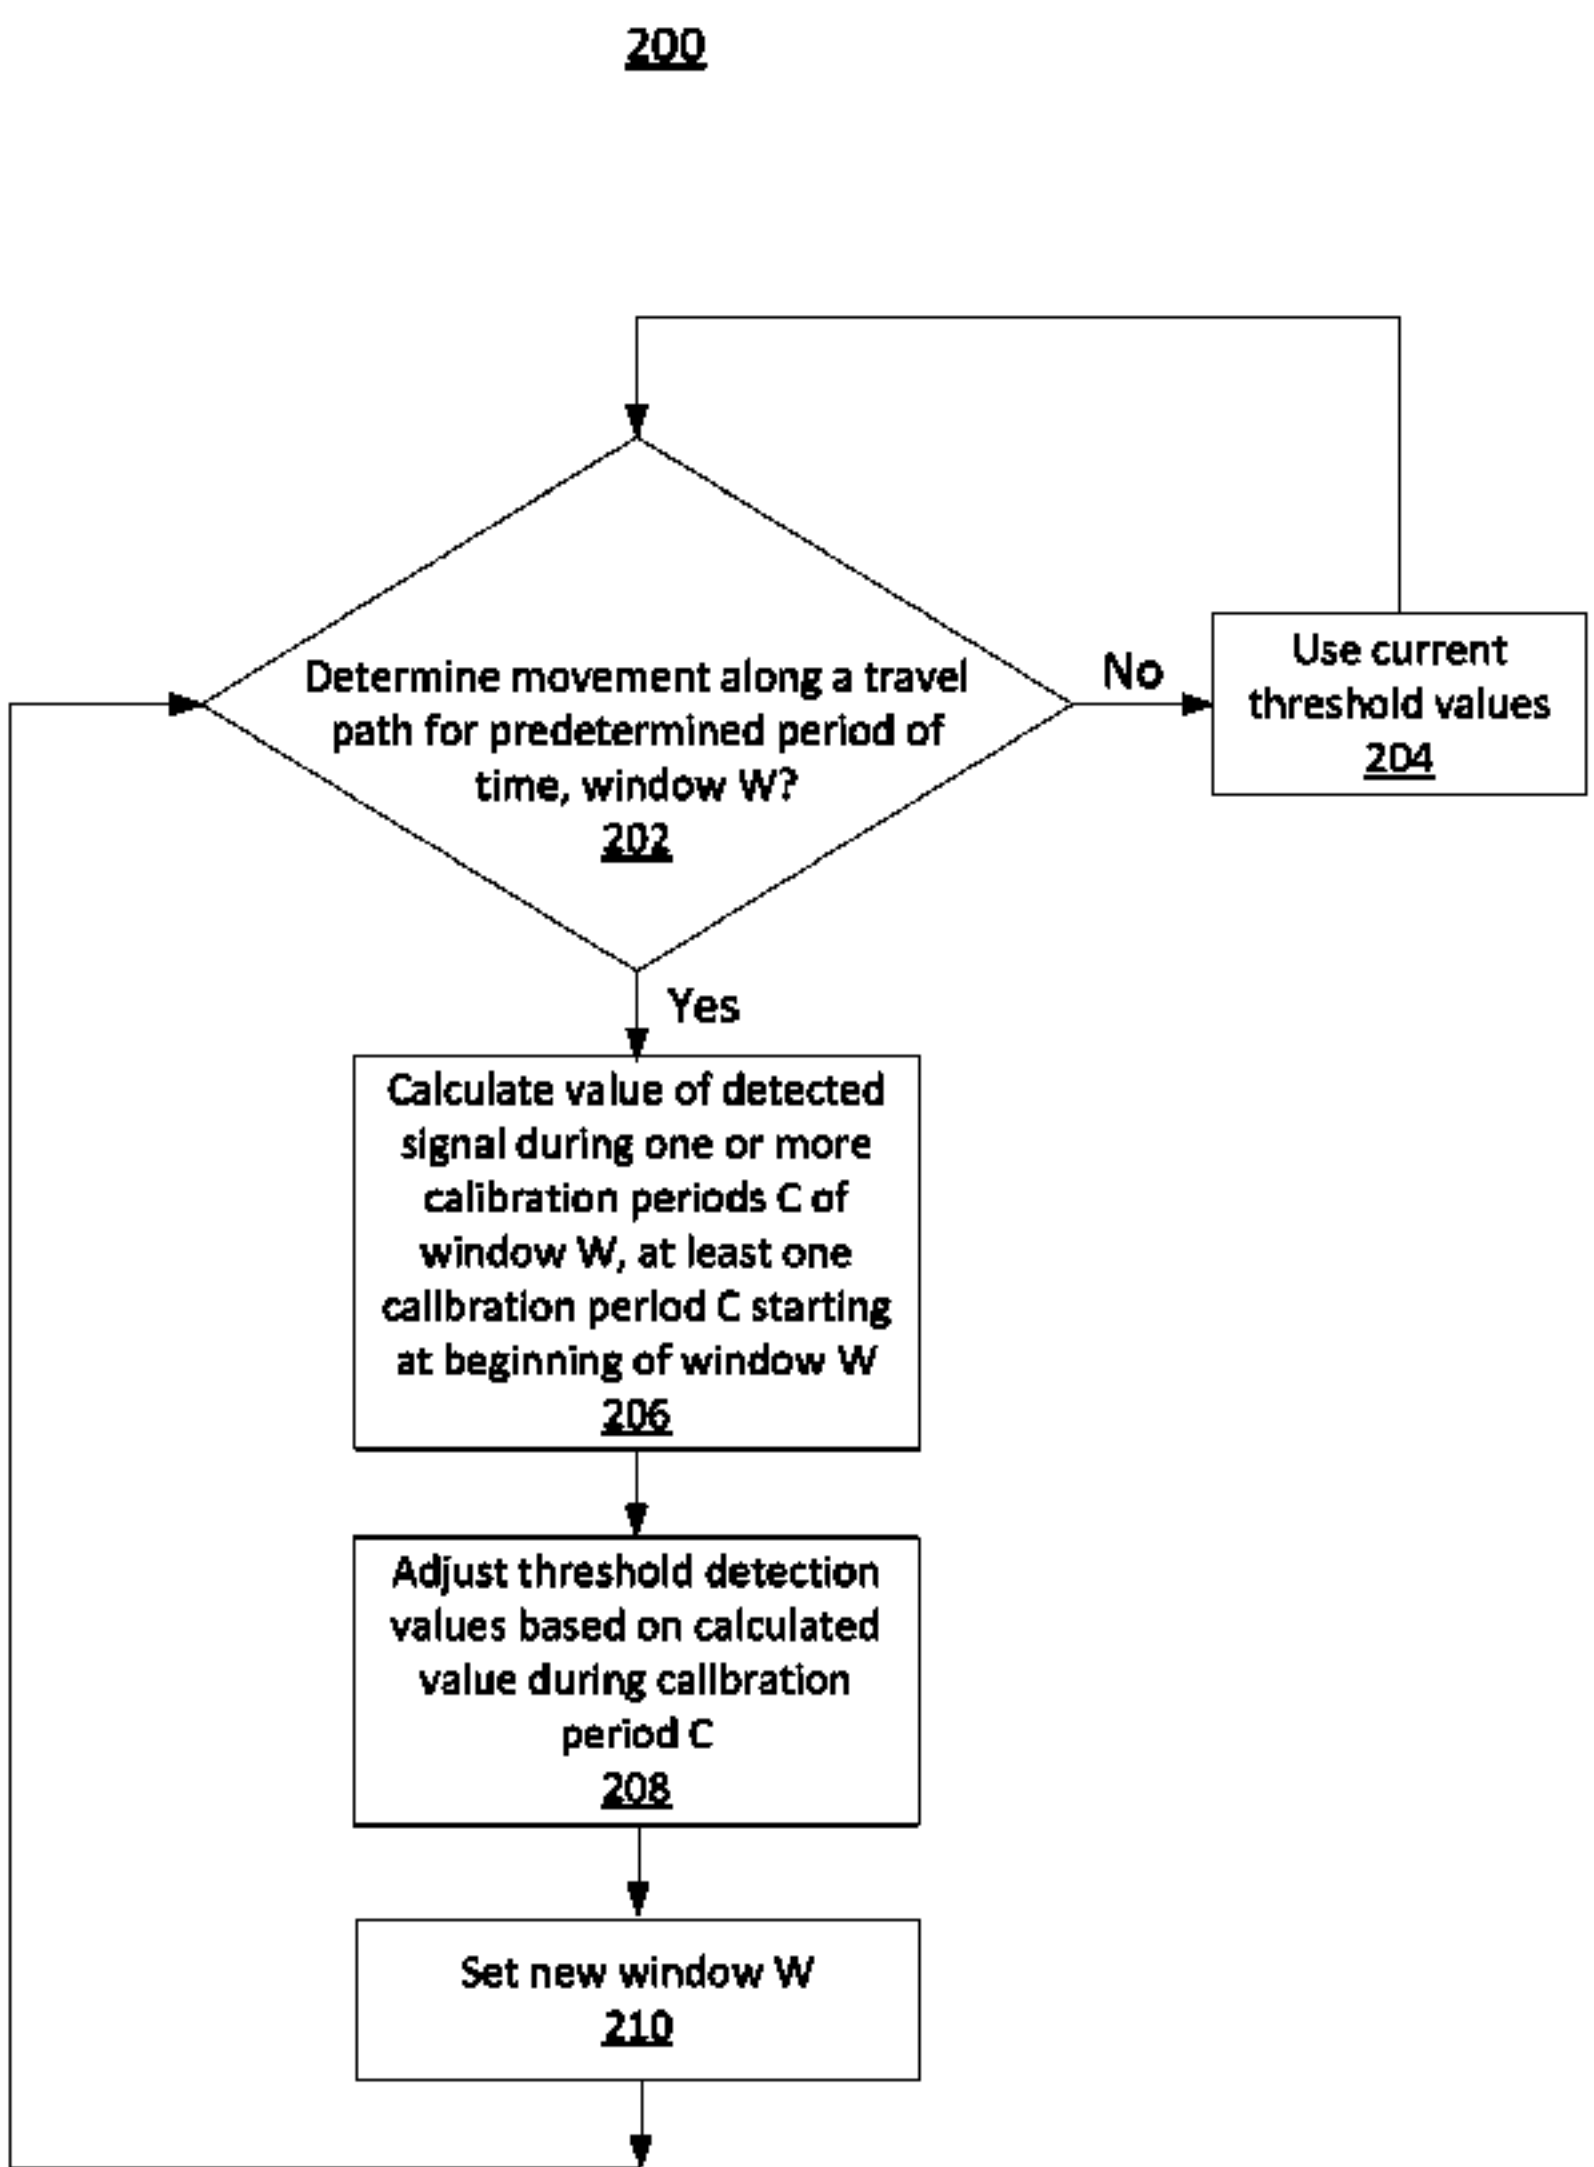 200
Determine movement along a travel
path for predetermined period of
time, window W?
202
No
Use current
threshold values
204
Yes
Calculate value of detected
signal during one or more
calibration periods C of
window W, at least one
calibration period C starting
at beginning of window W
206
Adjust threshold detection
values based on calculated
value during calibration
period C
208
Set new window W
210